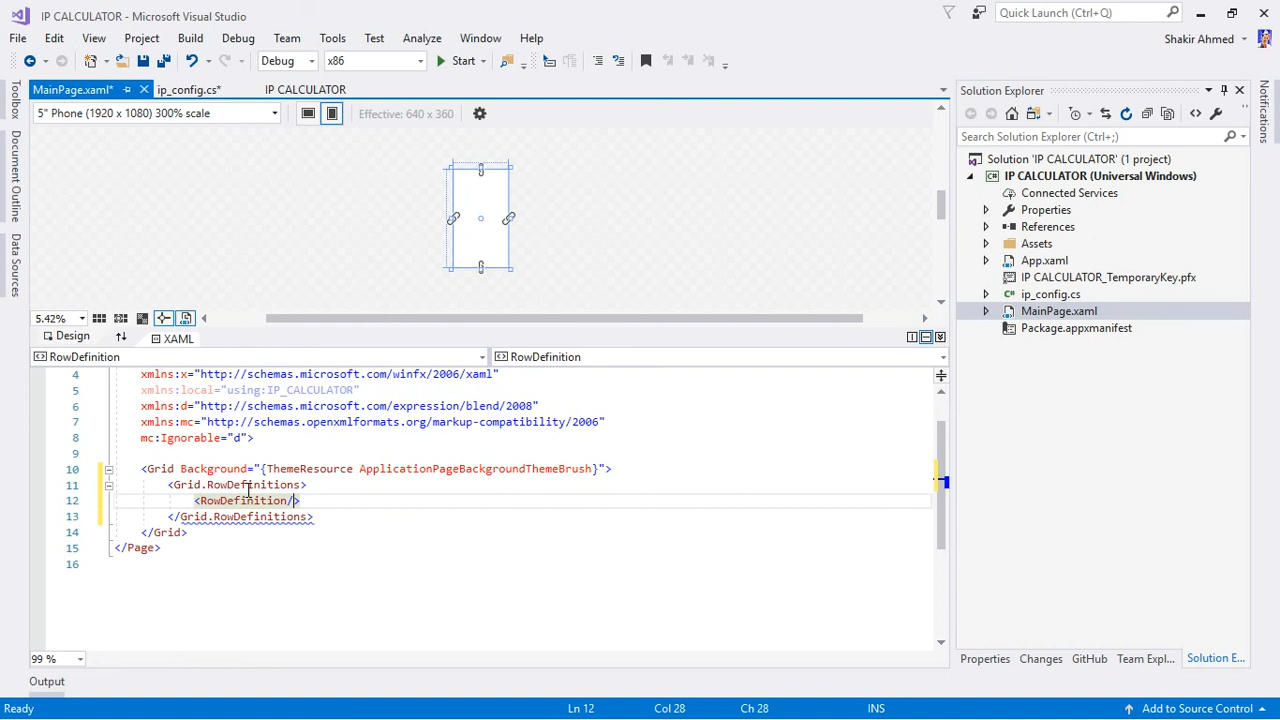 IP CALCULATOR - Microsoft Visual Studio
Quick Launch (Ctrl+Q)
File Edit View Project Build Debug Team Tools Test Analyze Window Help
Shakir Ahmed
Debug x86 Start
MainPage.xaml* ip_config.cs* IP CALCULATOR
Solution Explorer
5" Phone (1920 x 1080) 300% scale Effective: 640 x 360
Search Solution Explorer (Ctrl+;)
Solution 'IP CALCULATOR' (1 project)
IP CALCULATOR (Universal Windows)
Connected Services
Properties
References
Assets
App.xaml
IP CALCULATOR_TemporaryKey.pfx
ip_config.cs
MainPage.xaml
Package.appxmanifest
Toolbox
Document Outline
Data Sources
Notifications
5.42%
Design XAML
RowDefinition RowDefinition
4 xmlns:x="http://schemas.microsoft.com/winfx/2006/xaml"
5 xmlns:local="using:IP_CALCULATOR"
6 xmlns:d="http://schemas.microsoft.com/expression/blend/2008"
7 xmlns:mc="http://schemas.openxmlformats.org/markup-compatibility/2006"
8 mc:Ignorable="d">
9
10 <Grid Background="{ThemeResource ApplicationPageBackgroundThemeBrush}">
11 <Grid.RowDefinitions>
12 <RowDefinition/>
13 </Grid.RowDefinitions>
14 </Grid>
15 </Page>
16
99 %
Properties Changes GitHub Team Expl... Solution E...
Output
Ready Ln 12 Col 28 Ch 28 INS Add to Source Control